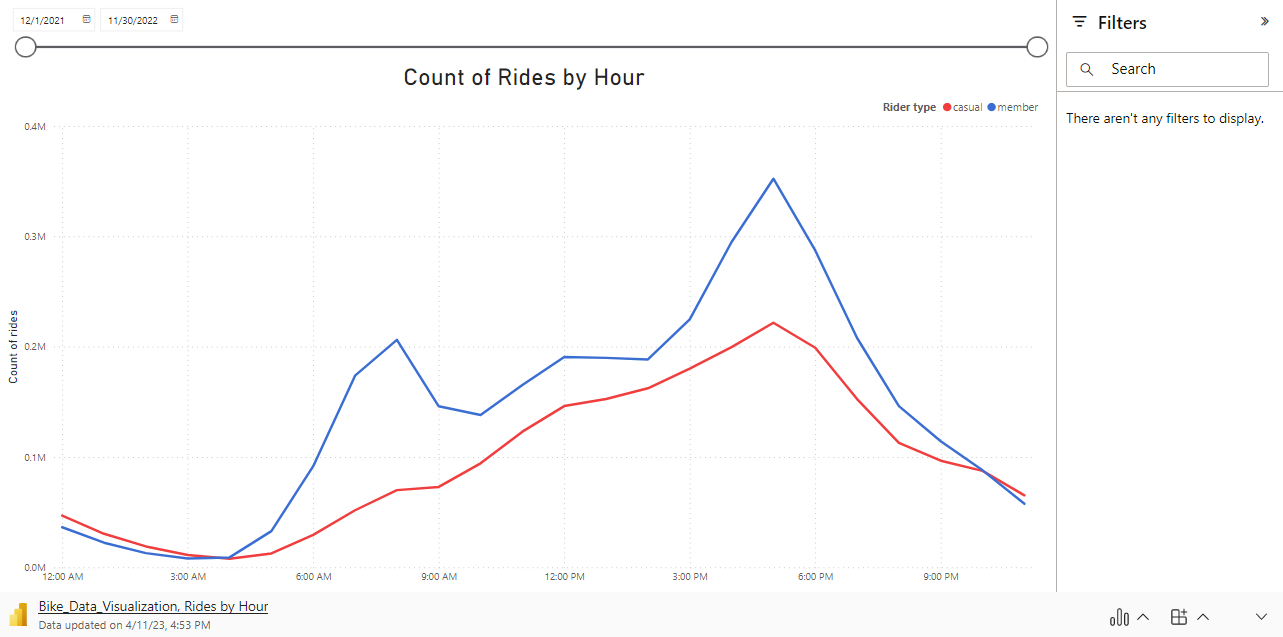 12/1/2021 11/30/2022
Count of Rides by Hour
Rider type casual member
0.4M
0.3M
0.2M
0.1M
0.0M
Count of rides
12:00 AM 3:00 AM 6:00 AM 9:00 AM 12:00 PM 3:00 PM 6:00 PM 9:00 PM
Filters
Search
There aren't any filters to display.
Bike_Data_Visualization, Rides by Hour
Data updated on 4/11/23, 4:53 PM